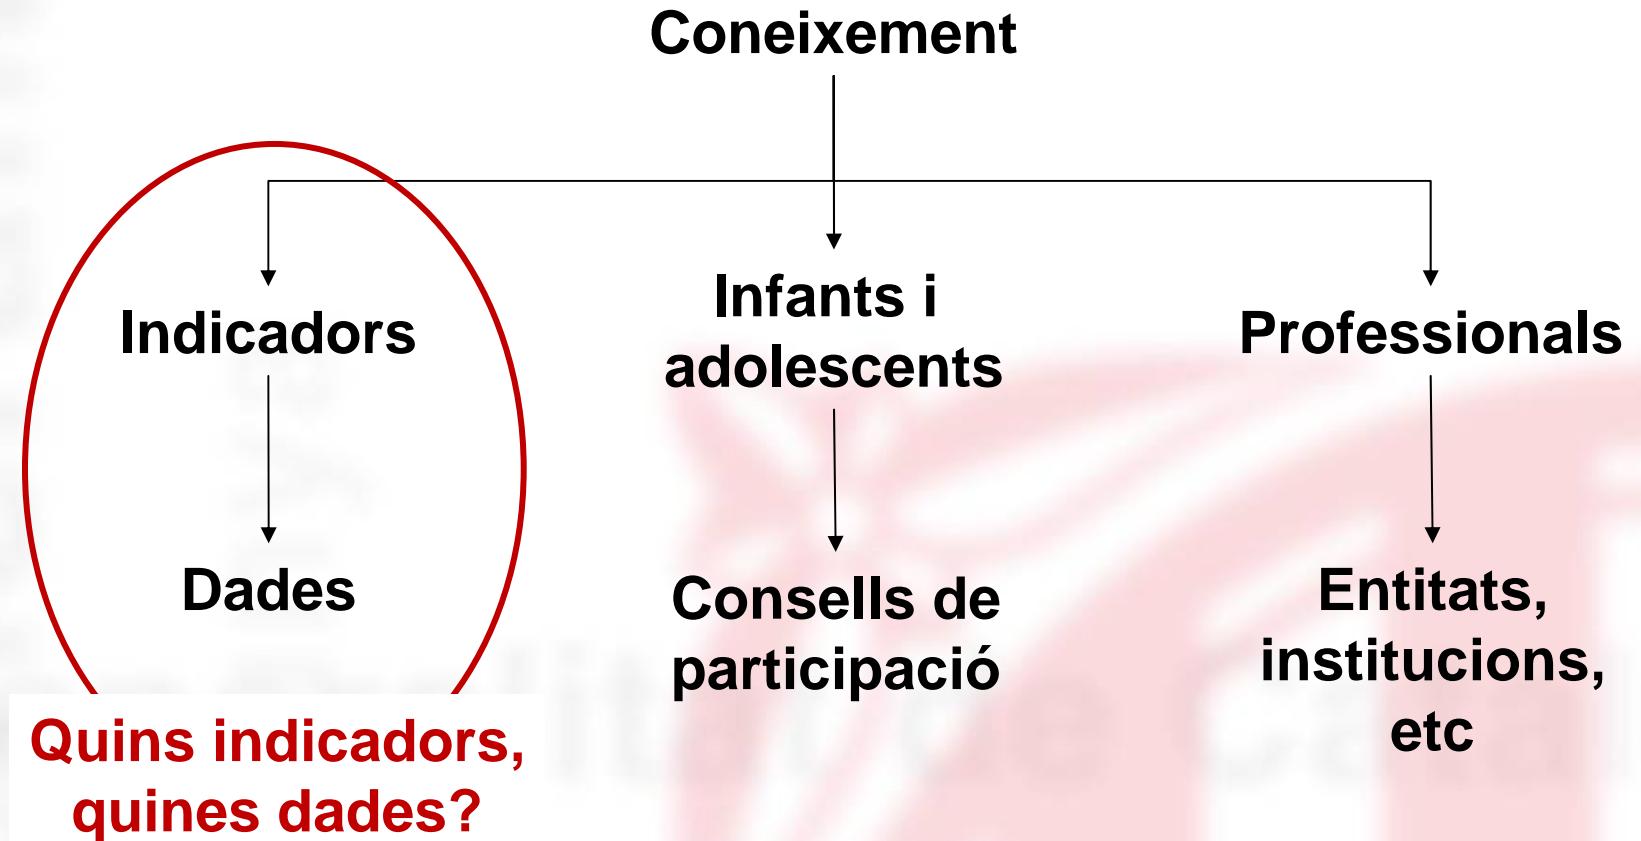 Coneixement
Indicadors
Infants i
adolescents
Professionals
Dades
Consells de
participació
Entitats,
institucions,
etc
Quins indicadors,
quines dades?